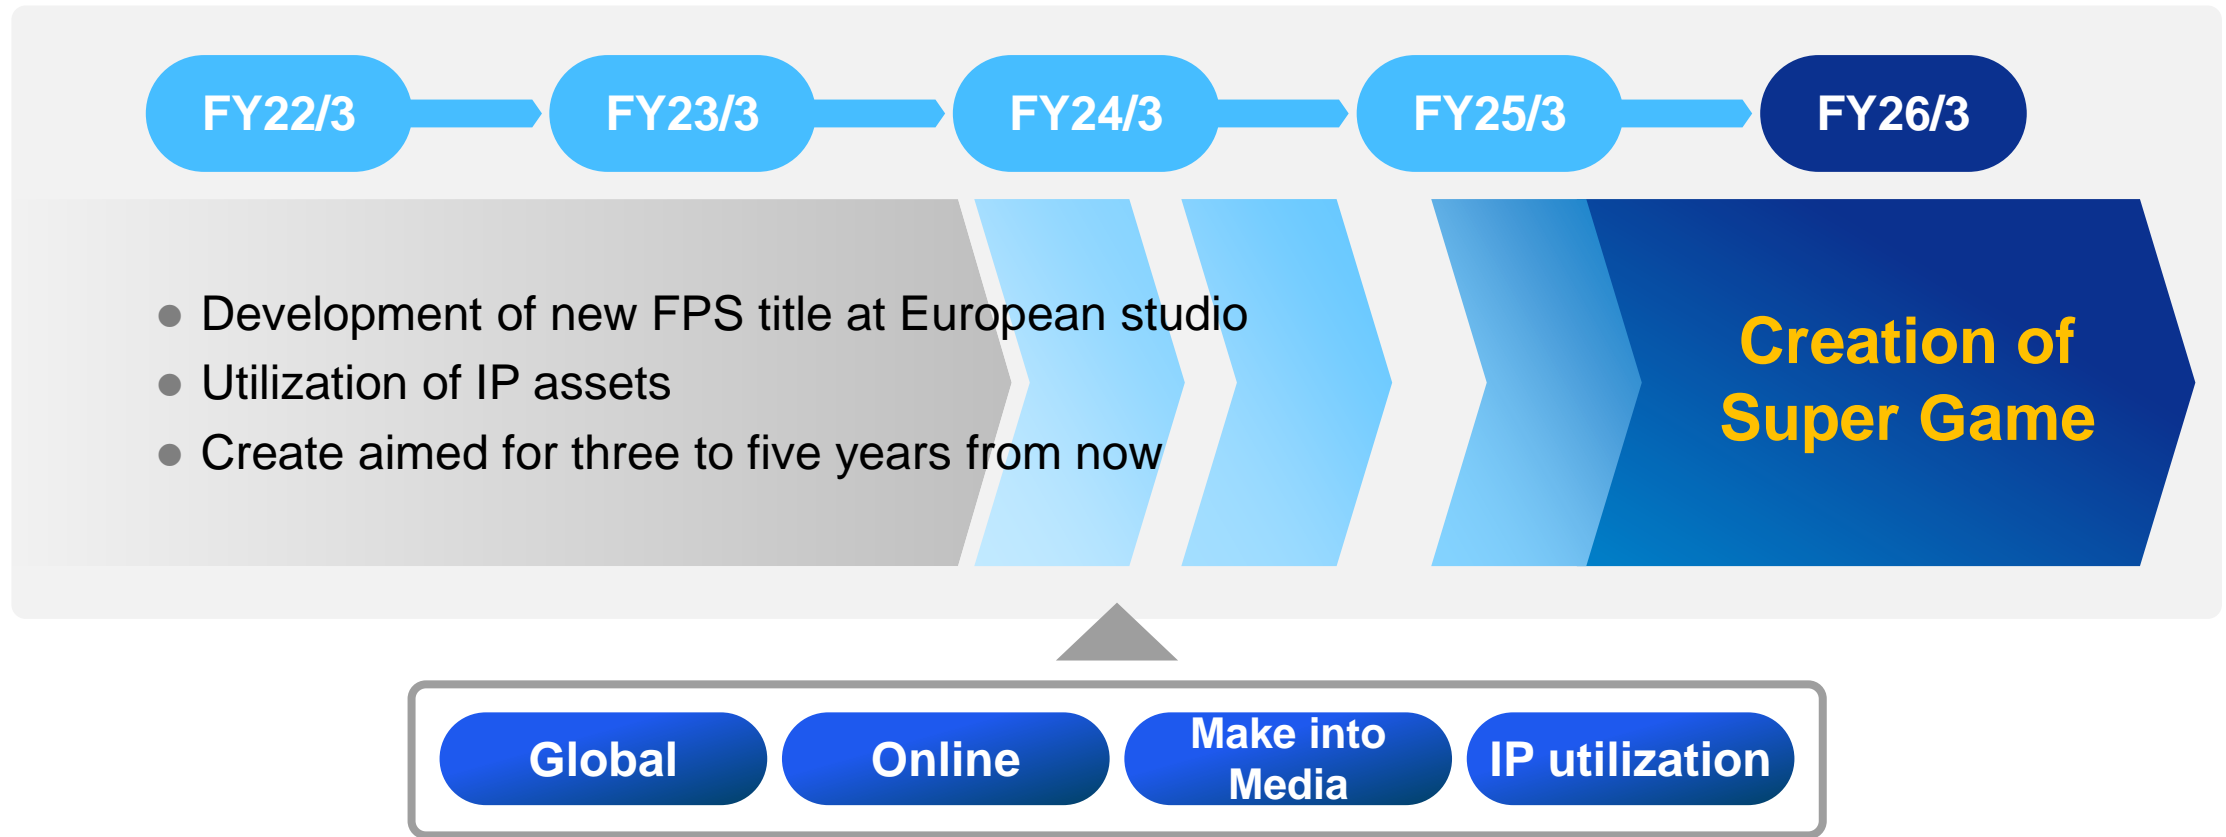 FY22/3
FY23/3
FY24/3
FY25/3
FY26/3
Development of new FPS title at European studio
Utilization of IP assets
Create aimed for three to five years from now
Creation of
Super Game
Global
Online
Make into
Media
IP utilization